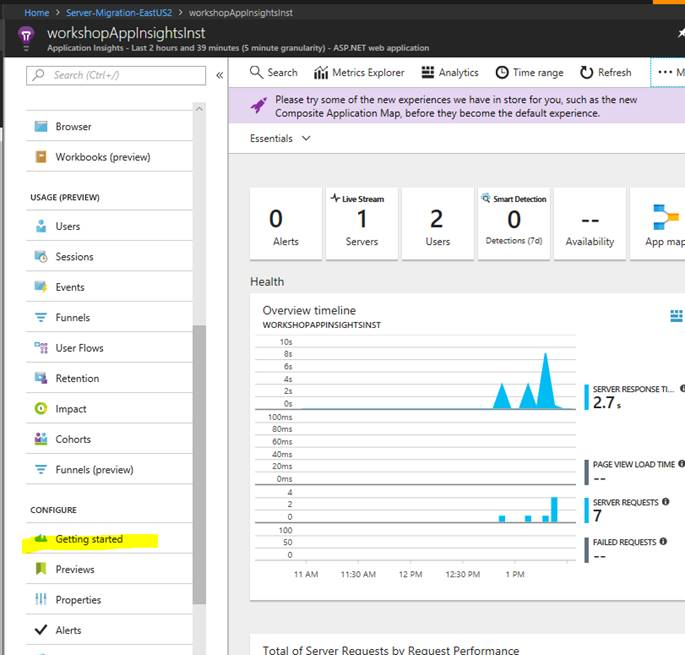 Home > Server-Migration-EastUS2 > workshopAppInsightsInst
workshopAppInsightsInst
Application Insights - Last 2 hours and 39 minutes (5 minute granularity) - ASP.NET web application
Search (Ctrl+/)
«
Browser
Workbooks (preview)
USAGE (PREVIEW)
Users
Sessions
Events
Funnels
User Flows
Retention
Impact
Cohorts
Funnels (preview)
CONFIGURE
Getting started
Previews
Properties
Alerts
Search
Metrics Explorer
Analytics
Time range
Refresh
··· M
Please try some of the new experiences we have in store for you, such as the new
Composite Application Map, before they become the default experience.
Essentials
0
Alerts
Live Stream
1
Servers
2
Users
Smart Detection
0
Detections (7d)
--
Availability
App map
Health
Overview timeline
WORKSHOPAPPINSIGHTSINST
10s
8s
6s
4s
2s
0s
SERVER RESPONSE TI...
2.7 s
100ms
80ms
60ms
40ms
20ms
0ms
PAGE VIEW LOAD TIME
--
4
2
0
SERVER REQUESTS
7
100
50
0
FAILED REQUESTS
--
11 AM
11:30 AM
12 PM
12:30 PM
1 PM
Total of Server Requests by Request Performance